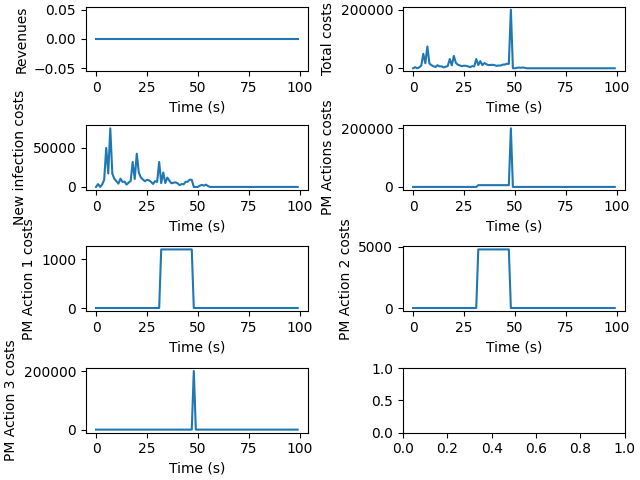 Revenues
0.05
0.00
−0.05
0 25 50 75 100
Time (s)
Total costs
200000
0
0 25 50 75 100
Time (s)
New infection costs
50000
0
0 25 50 75 100
Time (s)
PM Actions costs
200000
0
0 25 50 75 100
Time (s)
PM Action 1 costs
1000
0
0 25 50 75 100
Time (s)
PM Action 2 costs
5000
0
0 25 50 75 100
Time (s)
PM Action 3 costs
200000
0
0 25 50 75 100
Time (s)
1.0
0.5
0.0
0.0 0.2 0.4 0.6 0.8 1.0